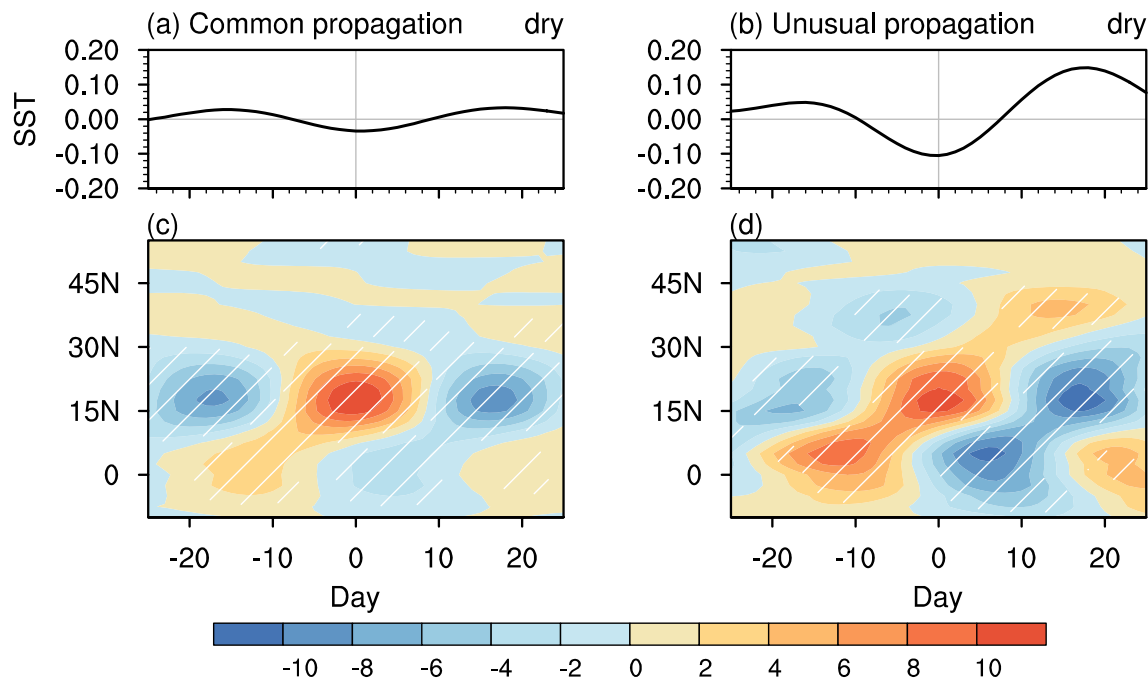 (a) Common propagation dry
(b) Unusual propagation dry
SST
0.20
0.10
0.00
-0.10
-0.20
0.20
0.10
0.00
-0.10
-0.20
(c)
(d)
45N
30N
15N
0
45N
30N
15N
0
-20 -10 0 10 20
-20 -10 0 10 20
Day
Day
-10 -8 -6 -4 -2 0 2 4 6 8 10